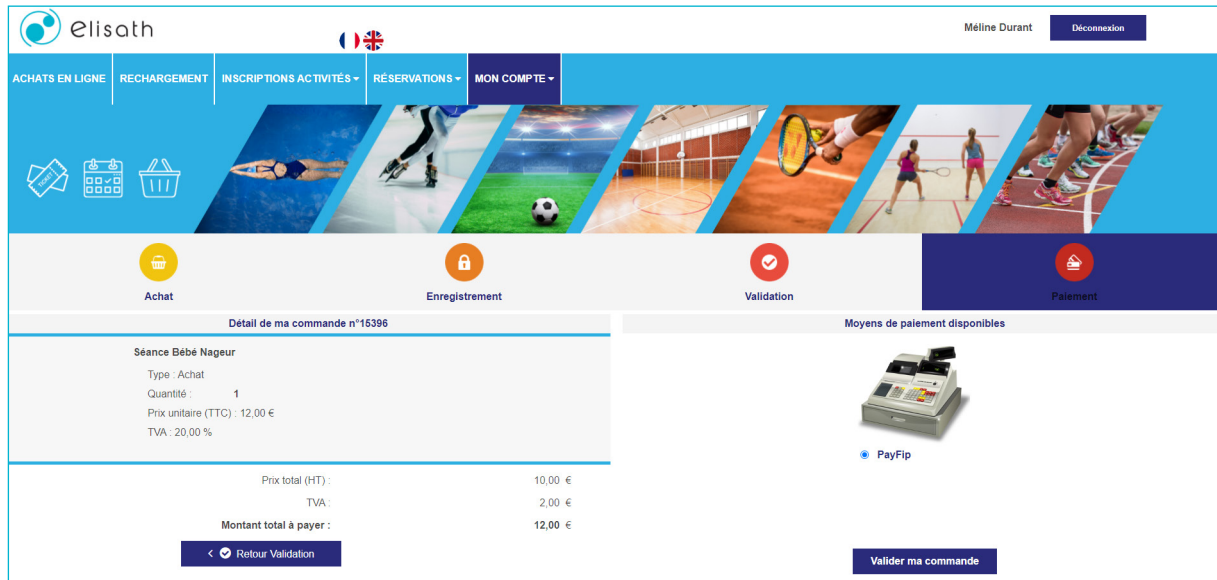 elisath
Méline Durant
Déconnexion
ACHATS EN LIGNE
RECHARGEMENT
INSCRIPTIONS ACTIVITÉS
RÉSERVATIONS
MON COMPTE
TICKET
Achat
Enregistrement
Validation
Paiement
Détail de ma commande n°15396
Séance Bébé Nageur
Type : Achat
Quantité : 1
Prix unitaire (TTC) : 12,00 €
TVA : 20,00 %
Prix total (HT) : 10,00 €
TVA : 2,00 €
Montant total à payer : 12,00 €
< Retour Validation
Moyens de paiement disponibles
PayFip
Valider ma commande